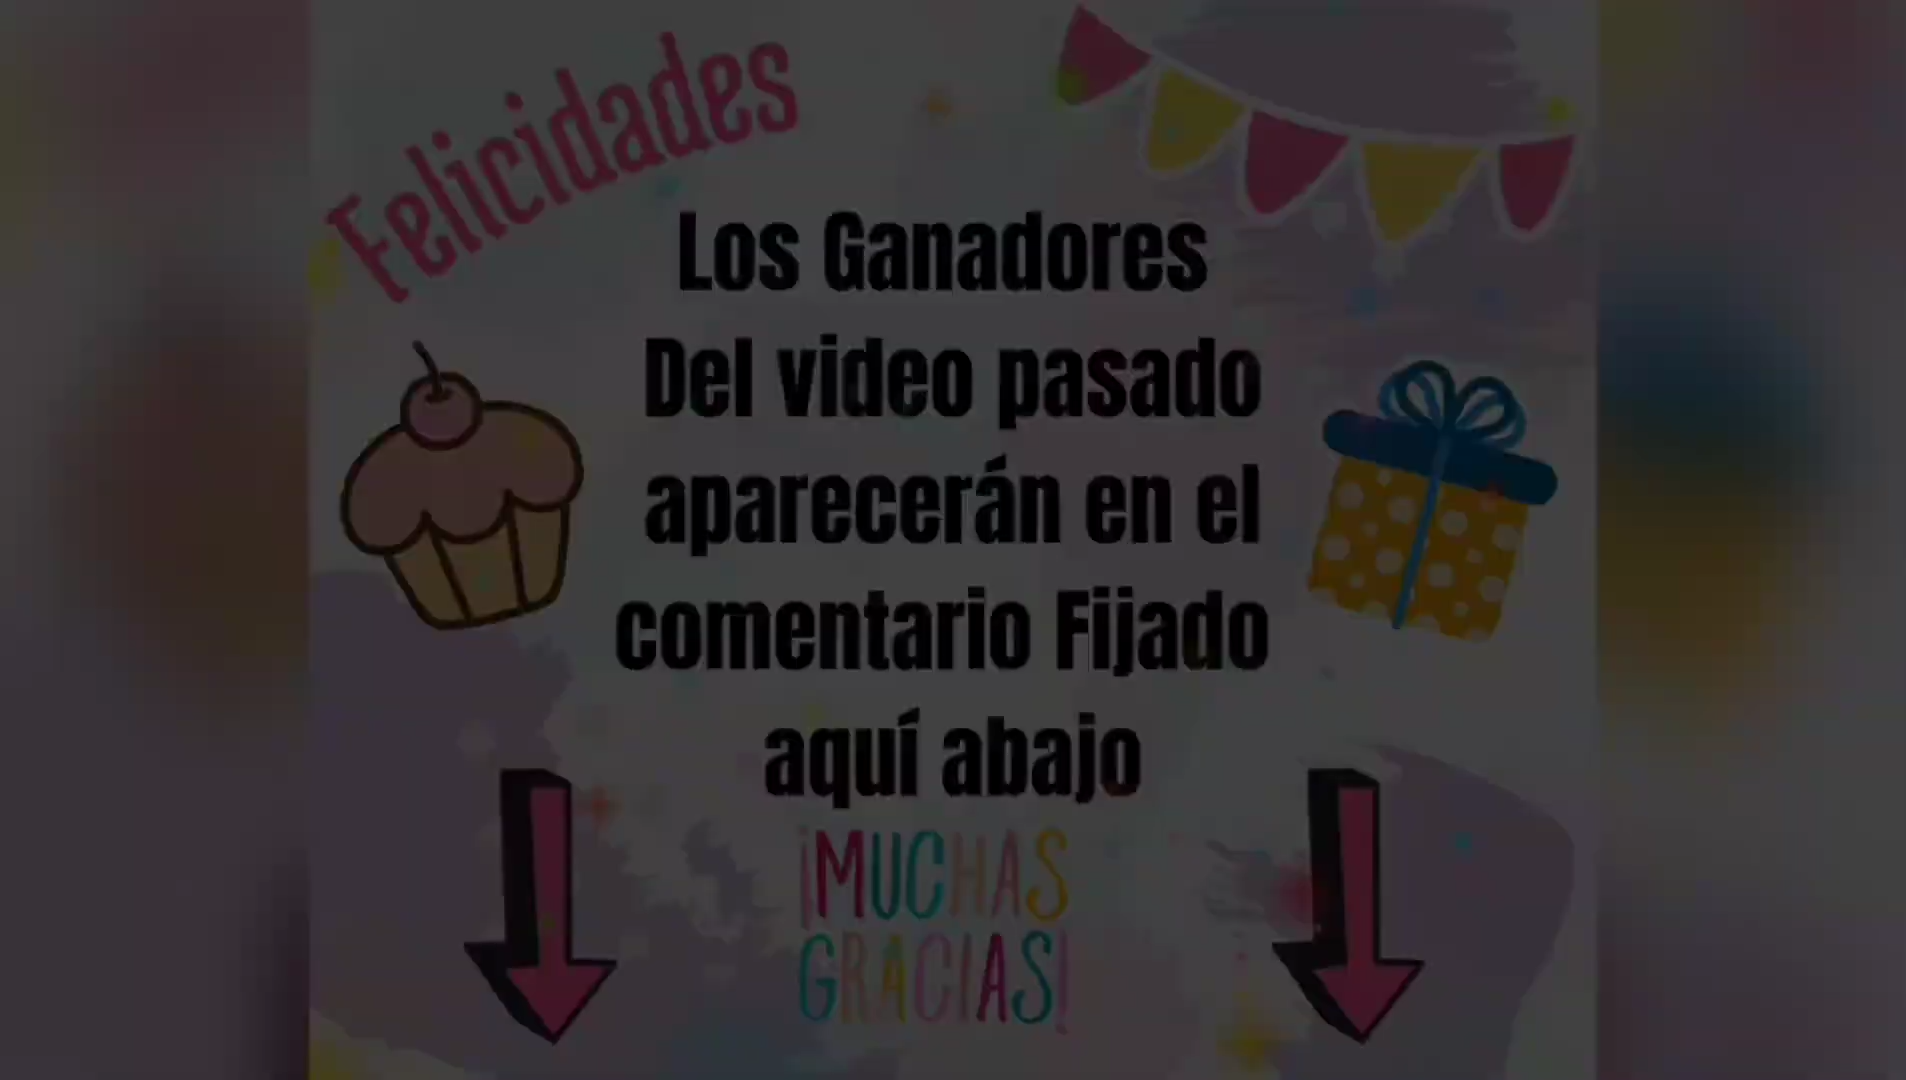 Felicidades
Los Ganadores
Del video pasado
aparecerán en el
comentario Fijado
aquí abajo
¡MUCHAS
GRACIAS!